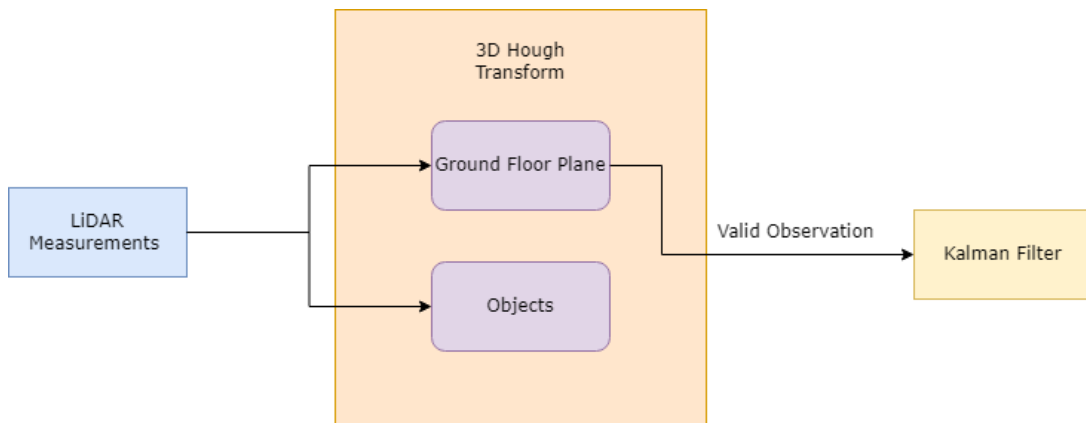 3D Hough
Transform
Ground Floor Plane
LiDAR
Measurements
Valid Observation
Kalman Filter
Objects